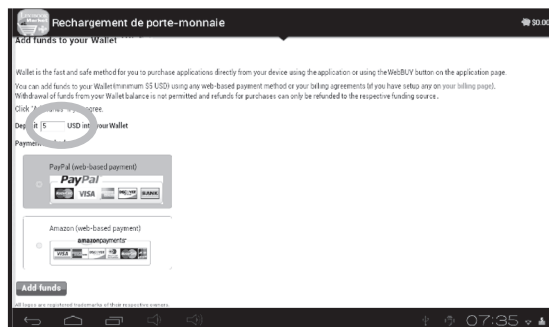 Rechargement de porte-monnaie
$0.00
Add funds to your Wallet
Wallet is the fast and safe method for you to purchase applications directly from your device using the application or using the WebBUY button on the application page.
You can add funds to your Wallet (minimum $5 USD) using any web-based payment method or your billing agreements (if you have setup any on your billing page).
Withdrawal of funds from your Wallet balance is not permitted and refunds for purchases can only be refunded to the respective funding source.
Click "Add agree.
Deposit 5 USD into your Wallet
Payment
PayPal (web-based payment)
PayPal
VISA DISCOVER BANK
Amazon (web-based payment)
amazonpayments
VISA
Add funds
All logos are registered trademarks of their respective owners.
07:35